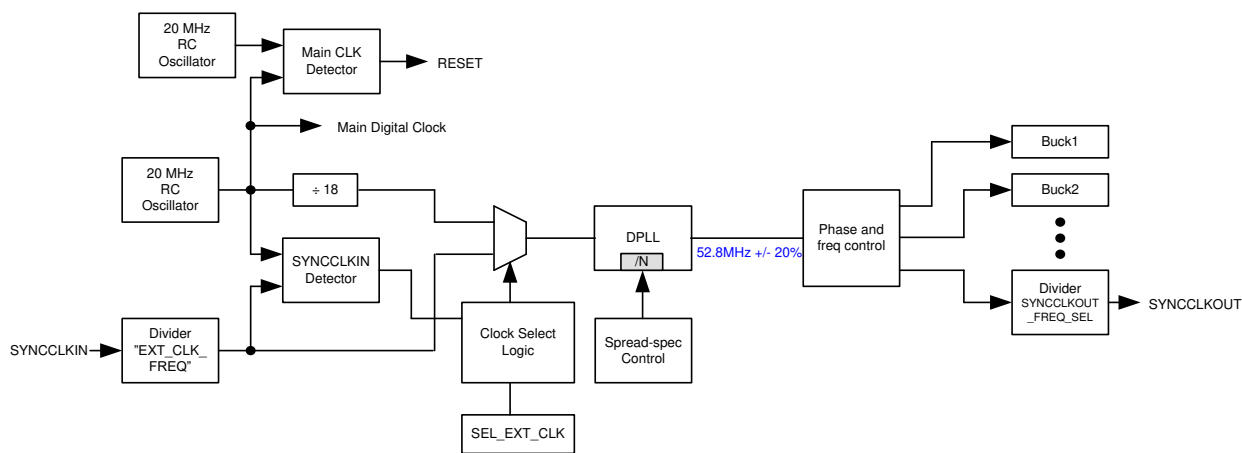 20 MHz
RC
Oscillator
Main CLK
Detector
RESET
Main Digital Clock
20 MHz
RC
Oscillator
÷ 18
SYNCCLKIN
Detector
SYNCCLKIN
Divider
"EXT_CLK_
FREQ"
Clock Select
Logic
SEL_EXT_CLK
DPLL
/N
Spread-spec
Control
52.8MHz +/- 20%
Phase and
freq control
Buck1
Buck2
Divider
SYNCCLKOUT
_FREQ_SEL
SYNCCLKOUT